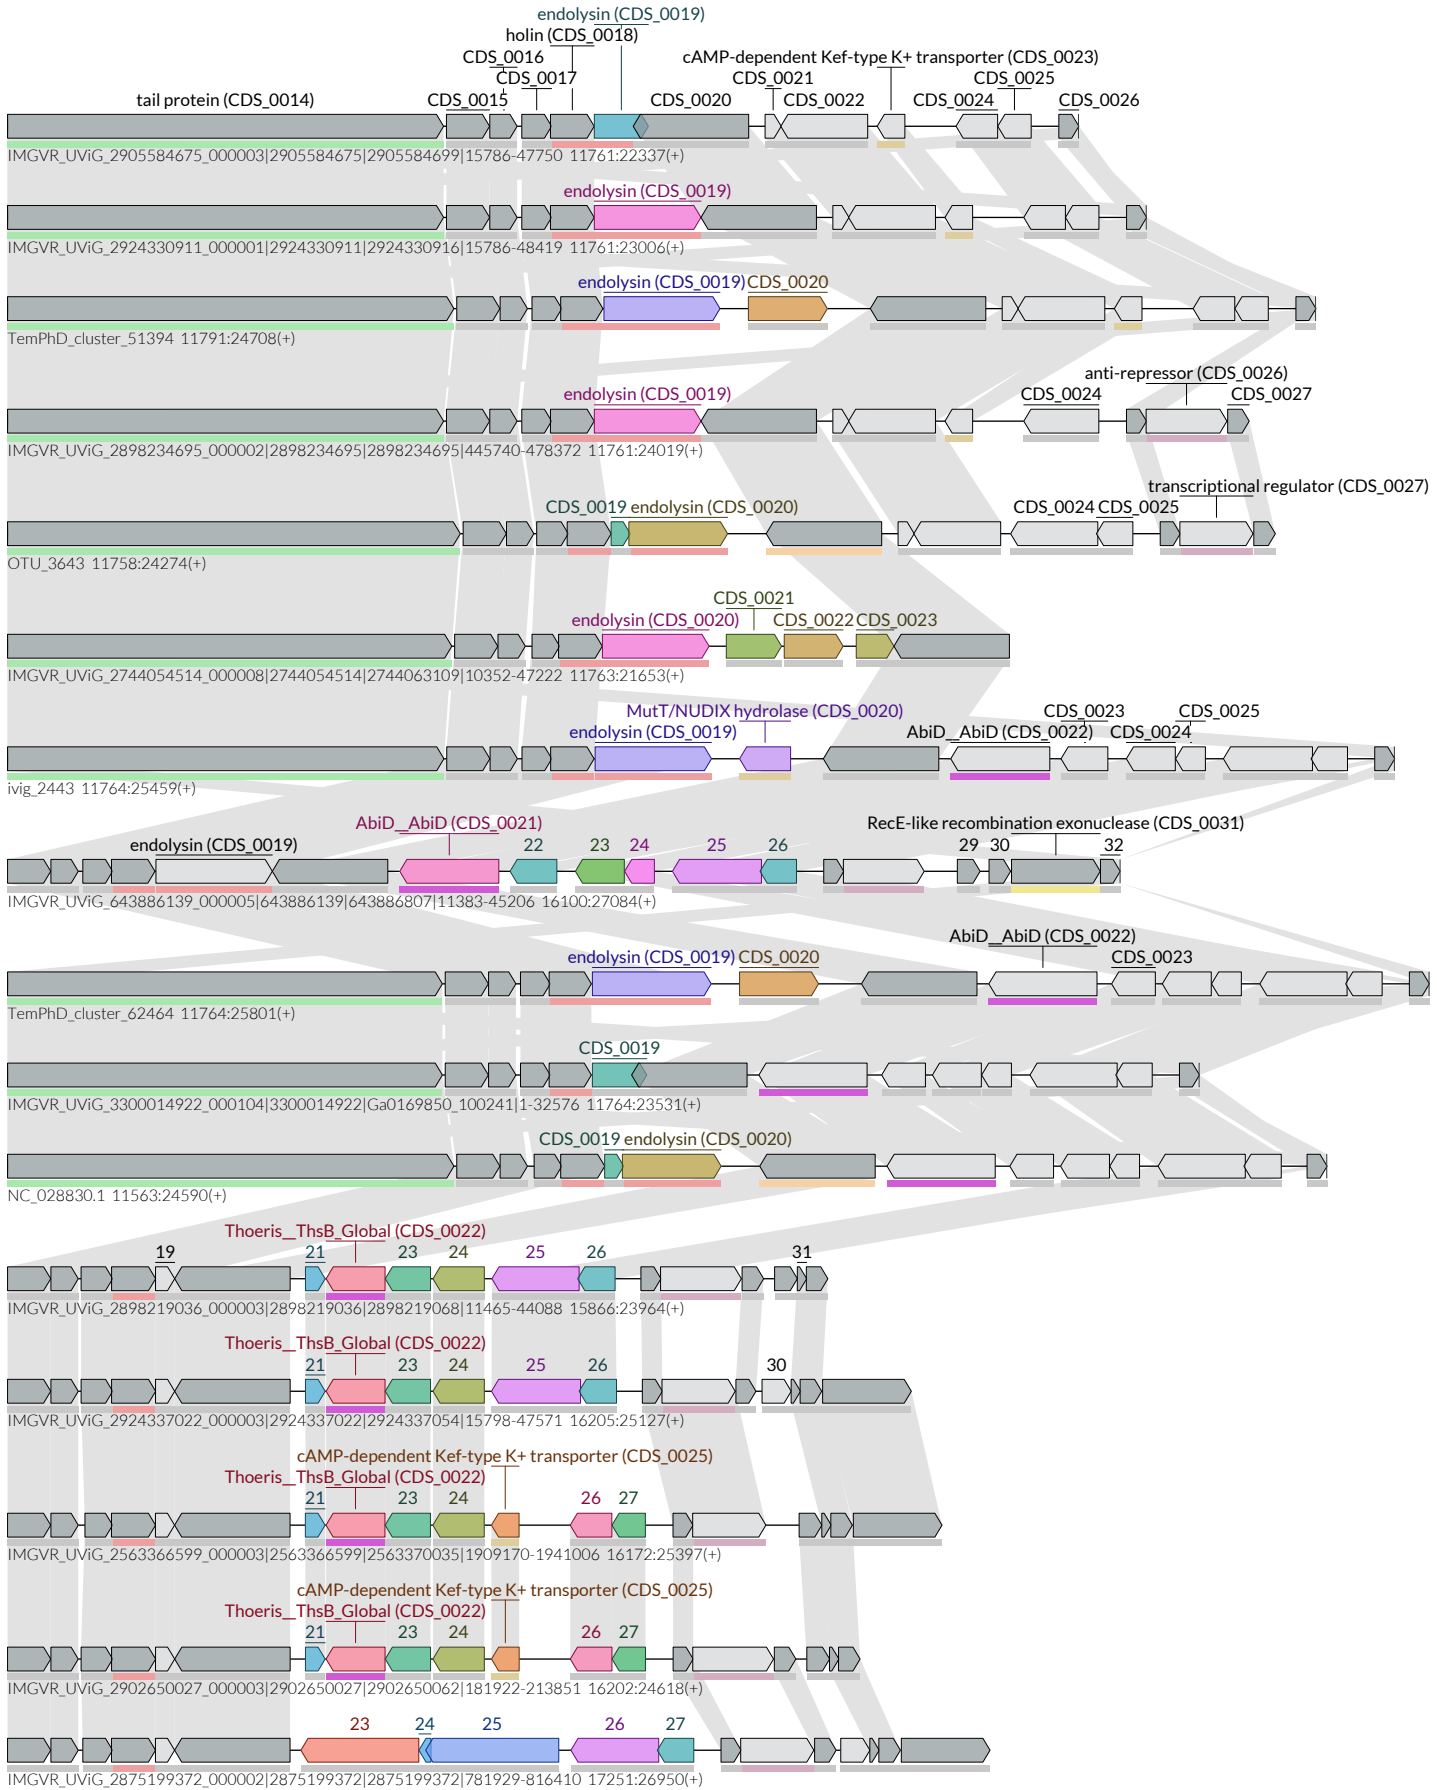 endolysin (CDS_0019)
holin (CDS_0018)
CDS_0016 cAMP-dependent Kef-type K+ transporter (CDS_0023)
CDS_0017 CDS_0021 CDS_0025
tail protein (CDS_0014) CDS_0015 CDS_0020 CDS_0022 CDS_0024 CDS_0026
IMGVR_UViG_2905584675_000003|2905584675|2905584699|15786-47750 11761:22337(+)
endolysin (CDS_0019)
IMGVR_UViG_2924330911_000001|2924330911|2924330916|15786-48419 11761:23006(+)
endolysin (CDS_0019) CDS_0020
TemPhD_cluster_51394 11791:24708(+)
anti-repressor (CDS_0026)
endolysin (CDS_0019) CDS_0024 CDS_0027
IMGVR_UViG_2898234695_000002|2898234695|2898234695|445740-478372 11761:24019(+)
transcriptional regulator (CDS_0027)
CDS_0019 endolysin (CDS_0020) CDS_0024 CDS_0025
OTU_3643 11758:24274(+)
CDS_0021
endolysin (CDS_0020) CDS_0022 CDS_0023
IMGVR_UViG_2744054514_000008|2744054514|2744063109|10352-47222 11763:21653(+)
MutT/NUDIX hydrolase (CDS_0020) CDS_0023 CDS_0025
endolysin (CDS_0019) AbiD__AbiD (CDS_0022) CDS_0024
ivig_2443 11764:25459(+)
AbiD__AbiD (CDS_0021) RecE-like recombination exonuclease (CDS_0031)
endolysin (CDS_0019) 22 23 24 25 26 29 30 32
IMGVR_UViG_643886139_000005|643886139|643886807|11383-45206 16100:27084(+)
AbiD__AbiD (CDS_0022)
endolysin (CDS_0019) CDS_0020 CDS_0023
TemPhD_cluster_62464 11764:25801(+)
CDS_0019
IMGVR_UViG_3300014922_000104|3300014922|Ga0169850_100241|1-32576 11764:23531(+)
CDS_0019 endolysin (CDS_0020)
NC_028830.1 11563:24590(+)
Thoeris__ThsB_Global (CDS_0022)
19 21 23 24 25 26 31
IMGVR_UViG_2898219036_000003|2898219036|2898219068|11465-44088 15866:23964(+)
Thoeris__ThsB_Global (CDS_0022)
21 23 24 25 26 30
IMGVR_UViG_2924337022_000003|2924337022|2924337054|15798-47571 16205:25127(+)
cAMP-dependent Kef-type K+ transporter (CDS_0025)
Thoeris__ThsB_Global (CDS_0022)
21 23 24 26 27
IMGVR_UViG_2563366599_000003|2563366599|2563370035|1909170-1941006 16172:25397(+)
cAMP-dependent Kef-type K+ transporter (CDS_0025)
Thoeris__ThsB_Global (CDS_0022)
21 23 24 26 27
IMGVR_UViG_2902650027_000003|2902650027|2902650062|181922-213851 16202:24618(+)
23 24 25 26 27
IMGVR_UViG_2875199372_000002|2875199372|2875199372|781929-816410 17251:26950(+)